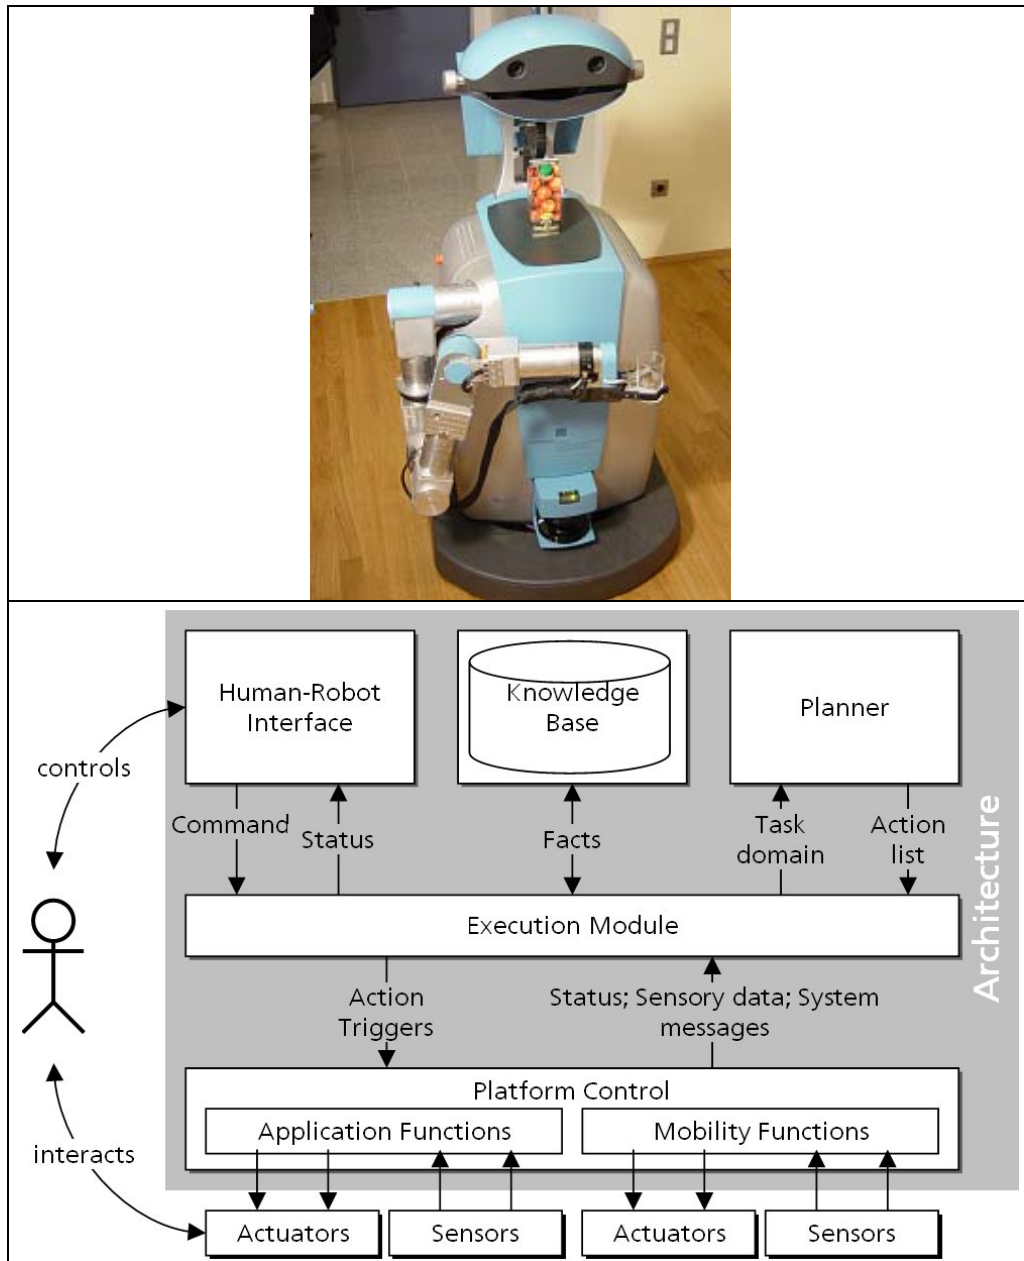 Human-Robot
Interface
Knowledge
Base
Planner
controls
Command
Status
Facts
Task
domain
Action
list
Execution Module
Architecture
Action
Triggers
Status; Sensory data; System
messages
Platform Control
Application Functions
Mobility Functions
interacts
Actuators
Sensors
Actuators
Sensors